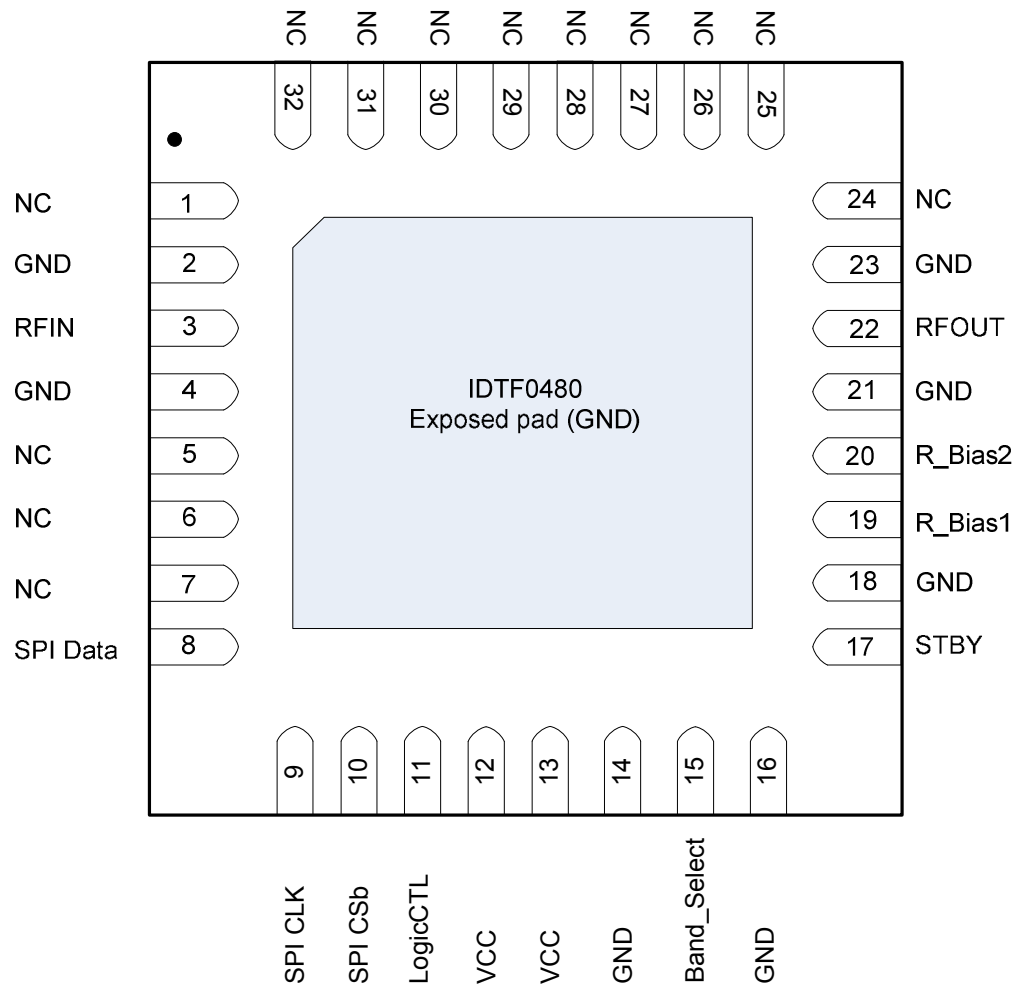 NC NC NC NC NC NC NC NC
32 31 30 29 28 27 26 25
NC 1
GND 2
RFIN 3
GND 4
NC 5
NC 6
NC 7
SPI Data 8
IDTF0480
Exposed pad (GND)
24 NC
23 GND
22 RFOUT
21 GND
20 R_Bias2
19 R_Bias1
18 GND
17 STBY
9 10 11 12 13 14 15 16
SPI CLK
SPI CSb
LogicCTL
VCC
VCC
GND
Band_Select
GND